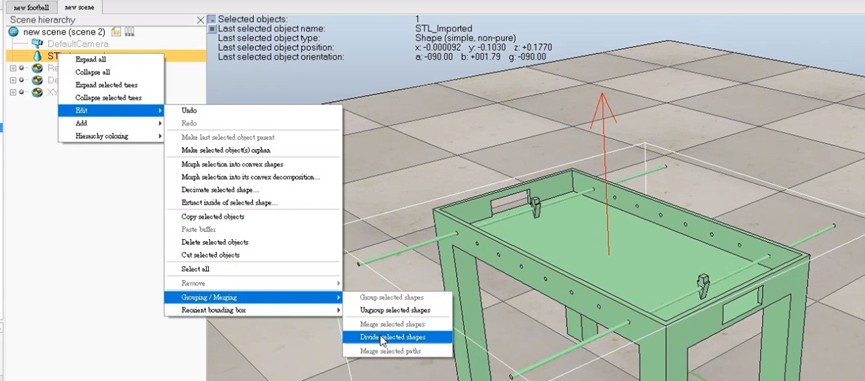 new football
new scene
Scene hierarchy
new scene (scene 2)
DefaultCamera
Selected objects: 1
Last selected object name: STL_Imported
Last selected object type: Shape (simple, non-pure)
Last selected object position: x: -0.000092 y: -0.1030 z: +0.1770
Last selected object orientation: a: -090.00 b: +001.79 g: -090.00
Expand all
Collapse all
Expand selected trees
Collapse selected trees
Edit
Add
Hierarchy coloring
Undo
Redo
Make last selected object parent
Make selected object(s) orphan
Morph selection into convex shapes
Morph selection into its convex decomposition...
Decimate selected shape...
Extract inside of selected shape...
Copy selected objects
Paste buffer
Delete selected objects
Cut selected objects
Select all
Remove
Grouping / Merging
Reorient bounding box
Group selected shapes
Ungroup selected shapes
Merge selected shapes
Divide selected shapes
Merge selected paths